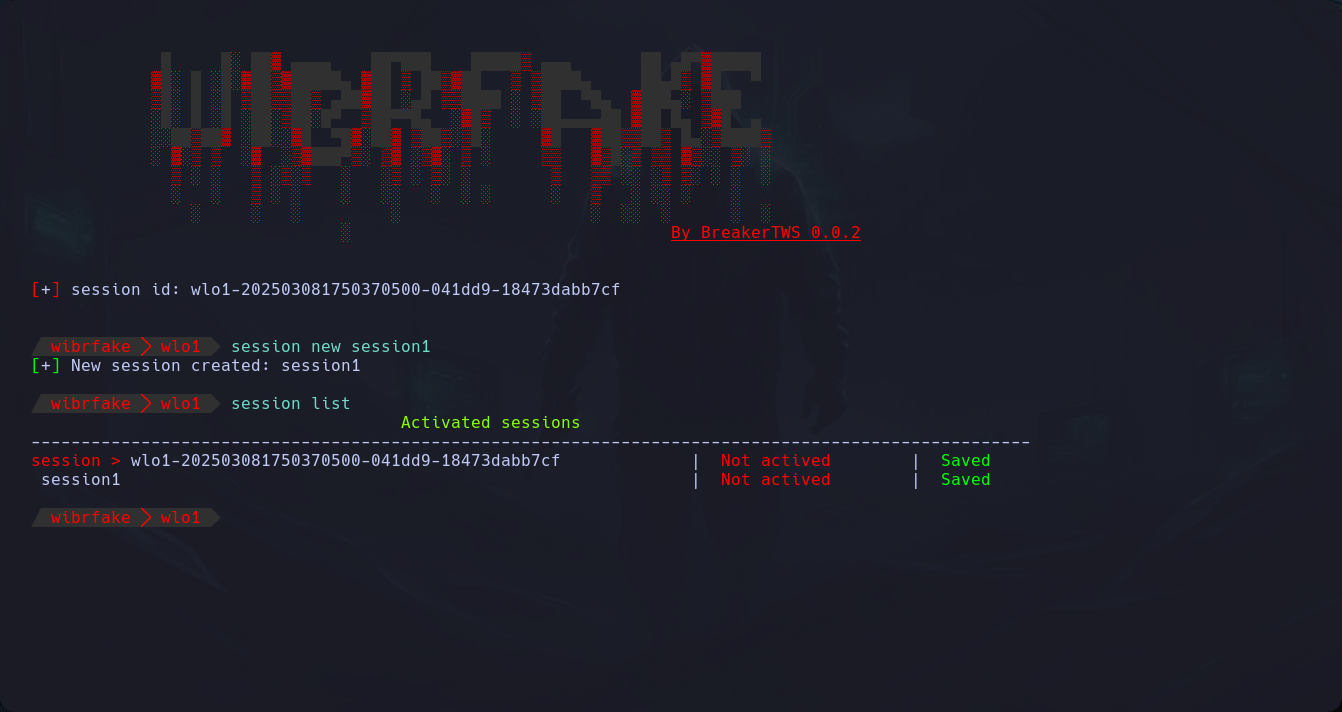 WIBRFAKE
By BreakerTWS 0.0.2
[+] session id: wlo1-202503081750370500-041dd9-18473dabb7cf
wibrfake > wlo1 session new session1
[+] New session created: session1
wibrfake > wlo1 session list
Activated sessions
----------------------------------------------------------------------------------------------------
session > wlo1-202503081750370500-041dd9-18473dabb7cf | Not actived | Saved
session1 | Not actived | Saved
wibrfake > wlo1